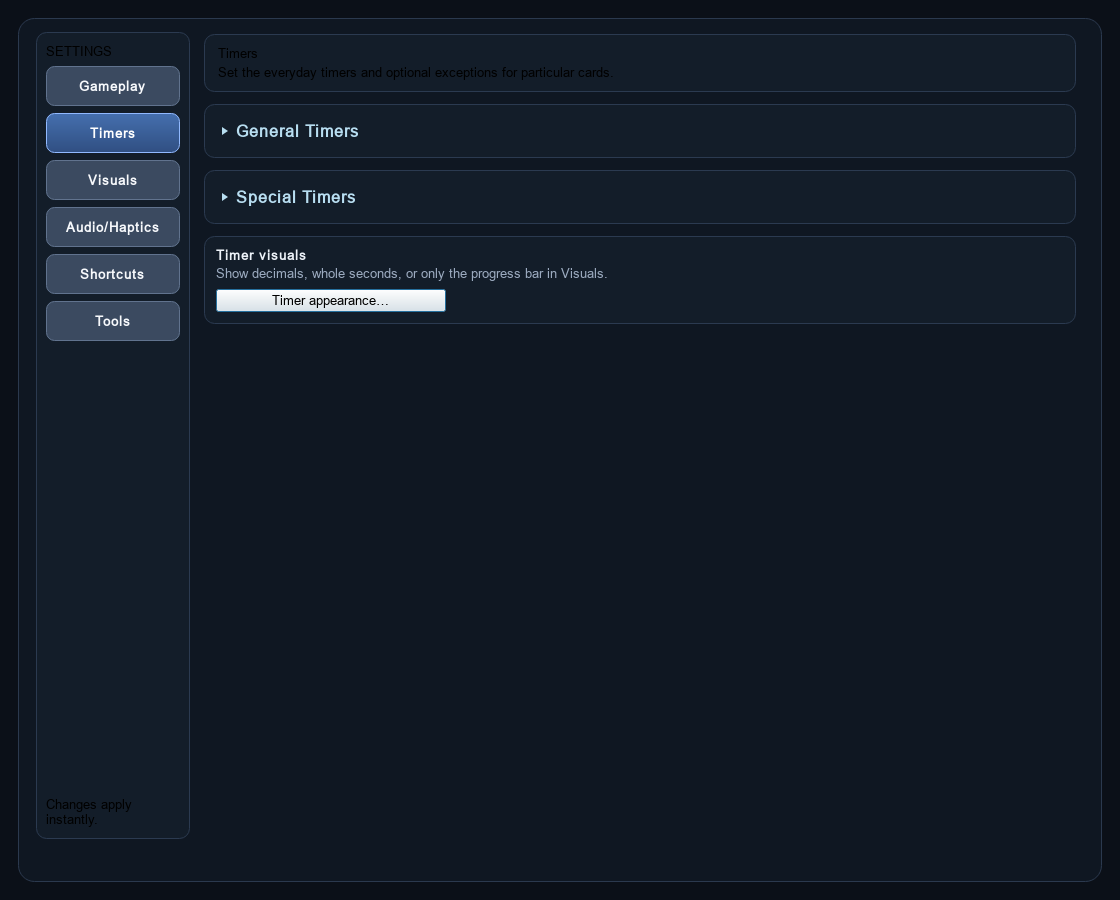 SETTINGS
Gameplay
Timers
Visuals
Audio/Haptics
Shortcuts
Tools
Changes apply
instantly.
Timers
Set the everyday timers and optional exceptions for particular cards.
General Timers
Special Timers
Timer visuals
Show decimals, whole seconds, or only the progress bar in Visuals.
Timer appearance…